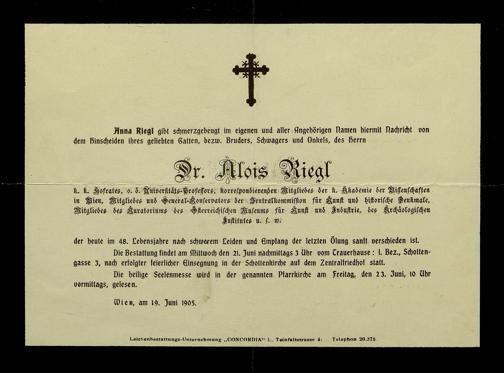 Anna Riegl gibt schmerzgebeugt im eigenen und aller Angehörigen Namen hiermit Nachricht von
dem Hinscheiden ihres geliebten Gatten, bezw. Bruders, Schwagers und Onkels, des Herrn
Dr. Alois Riegl
k. k. Hofrates, o. ö. Universitäts-Professors, korrespondierenden Mitgliedes der k. Akademie der Wissenschaften
in Wien, Mitgliedes und General-Konservators der Zentralkommission für Kunst und historische Denkmale,
Mitgliedes des Curatoriums des Österreichischen Museums für Kunst und Industrie, des Archäologischen
Institutes u. s. w.
der heute im 48. Lebensjahre nach schwerem Leiden und Empfang der letzten Ölung sanft verschieden ist.
Die Bestattung findet am Mittwoch den 21. Juni nachmittags 3 Uhr vom Trauerhause: I. Bez., Schotten-
gasse 3, nach erfolgter feierlicher Einsegnung in der Schottenkirche auf dem Zentralfriedhof statt.
Die heilige Seelenmesse wird in der genannten Pfarrkirche am Freitag, den 23. Juni, 10 Uhr
vormittags, gelesen.
Wien, am 19. Juni 1905.
Leichenbestattungs-Unternehmung „CONCORDIA" I., Tuinfaltstrasse Telephon 20.375